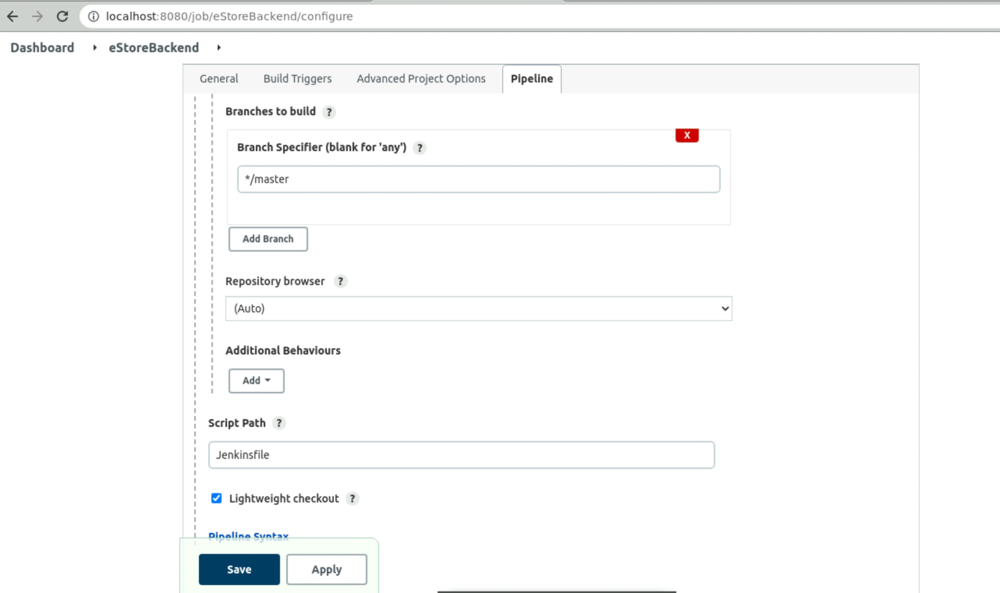 localhost:8080/job/eStoreBackend/configure
Dashboard eStoreBackend
General Build Triggers Advanced Project Options Pipeline
Branches to build ?
X
Branch Specifier (blank for 'any') ?
*/master
Add Branch
Repository browser ?
(Auto)
Additional Behaviours
Add
Script Path ?
Jenkinsfile
Lightweight checkout ?
Pipeline Syntax
Save Apply